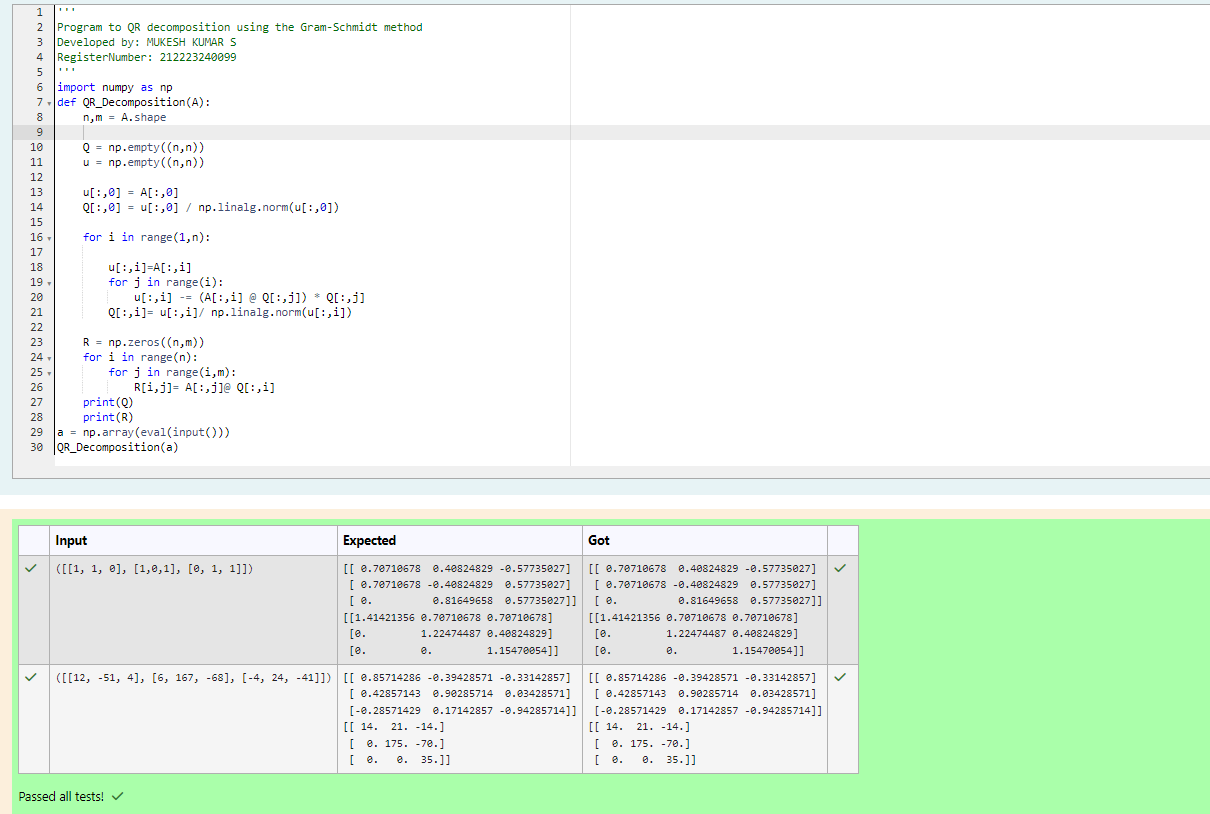 1 '''
2 Program to QR decomposition using the Gram-Schmidt method
3 Developed by: MUKESH KUMAR S
4 RegisterNumber: 212223240099
5 '''
6 import numpy as np
7 def QR_Decomposition(A):
8     n,m = A.shape
9
10     Q = np.empty((n,n))
11     u = np.empty((n,n))
12
13     u[:,0] = A[:,0]
14     Q[:,0] = u[:,0] / np.linalg.norm(u[:,0])
15
16     for i in range(1,n):
17
18         u[:,i]=A[:,i]
19         for j in range(i):
20             u[:,i] -= (A[:,i] @ Q[:,j]) * Q[:,j]
21         Q[:,i]= u[:,i]/ np.linalg.norm(u[:,i])
22
23     R = np.zeros((n,m))
24     for i in range(n):
25         for j in range(i,m):
26             R[i,j]= A[:,j]@ Q[:,i]
27     print(Q)
28     print(R)
29 a = np.array(eval(input()))
30 QR_Decomposition(a)
Input Expected Got
([[1, 1, 0], [1,0,1], [0, 1, 1]]) [[ 0.70710678  0.40824829 -0.57735027] [[ 0.70710678  0.40824829 -0.57735027]
[ 0.70710678 -0.40824829  0.57735027] [ 0.70710678 -0.40824829  0.57735027]
[ 0.          0.81649658  0.57735027]] [ 0.          0.81649658  0.57735027]]
[[1.41421356 0.70710678 0.70710678] [[1.41421356 0.70710678 0.70710678]
[0.         1.22474487 0.40824829] [0.         1.22474487 0.40824829]
[0.         0.         1.15470054]] [0.         0.         1.15470054]]
([[12, -51, 4], [6, 167, -68], [-4, 24, -41]]) [[ 0.85714286 -0.39428571 -0.33142857] [[ 0.85714286 -0.39428571 -0.33142857]
[ 0.42857143  0.90285714  0.03428571] [ 0.42857143  0.90285714  0.03428571]
[-0.28571429  0.17142857 -0.94285714]] [-0.28571429  0.17142857 -0.94285714]]
[[ 14.  21. -14.] [[ 14.  21. -14.]
[  0. 175. -70.] [  0. 175. -70.]
[  0.   0.  35.]] [  0.   0.  35.]]
Passed all tests!